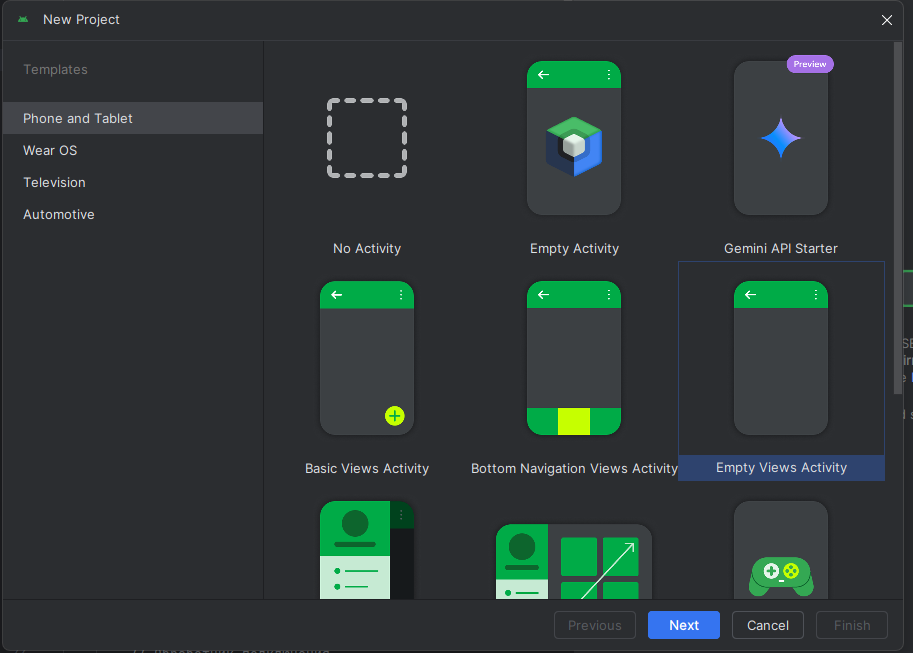 New Project
Templates
Phone and Tablet
Wear OS
Television
Automotive
Preview
No Activity
Empty Activity
Gemini API Starter
Basic Views Activity
Bottom Navigation Views Activity
Empty Views Activity
Previous
Next
Cancel
Finish